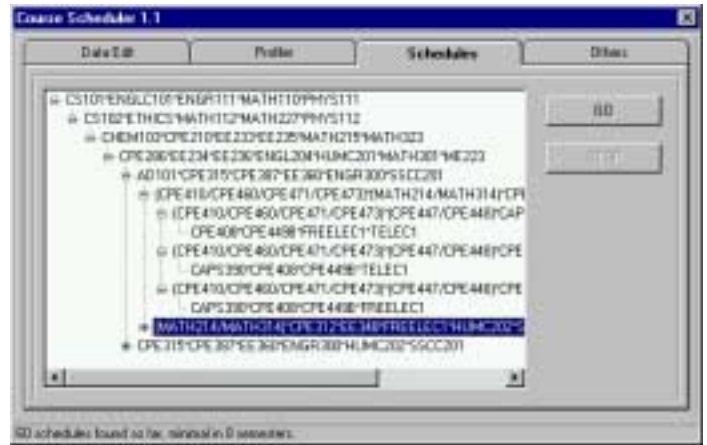 Course Scheduler 1.1
Data Edit Profiler Schedules Others
CS101*ENGLC101*ENGR111*MATH110*PHYS111
CS102*ETHICS*MATH112*MATH227*PHYS112
CHEM102*CPE210*EE233*EE235*MATH215*MATH323
CPE286*EE234*EE236*ENGL204*HUMC201*MATH301*ME223
AD101*CPE315*CPE387*EE360*ENGR300*SSCC201
(CPE410/CPE460/CPE471/CPE473)*(MATH214/MATH314)*CPE
(CPE410/CPE460/CPE471/CPE473)*(CPE447/CPE448)*CAP
CPE408*CPE449B*FREELEC1*TELEC1
(CPE410/CPE460/CPE471/CPE473)*(CPE447/CPE448)*CPE
CAPS390*CPE408*CPE449B*TELEC1
(CPE410/CPE460/CPE471/CPE473)*(CPE447/CPE448)*CPE
CAPS390*CPE408*CPE449B*FREELEC1
(MATH214/MATH314)*CPE312*EE348*FREELEC1*HUMC202*S
CPE315*CPE387*EE360*ENGR300*HUMC202*SSCC201
GO
STOP
60 schedules found so far, minimal in 8 semesters.